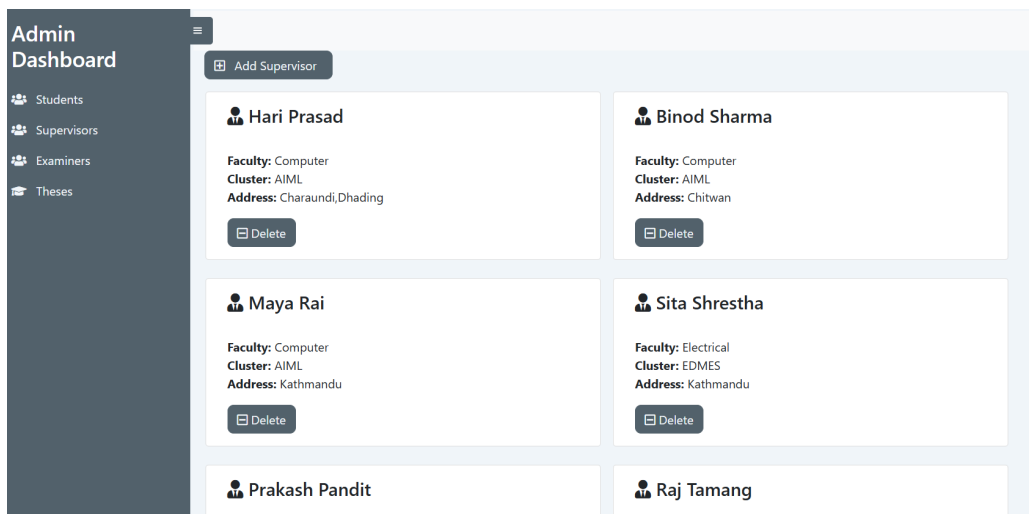 Admin
Dashboard
Students
Supervisors
Examiners
Theses
Add Supervisor
Hari Prasad
Faculty: Computer
Cluster: AIML
Address: Charaundi,Dhading
Delete
Binod Sharma
Faculty: Computer
Cluster: AIML
Address: Chitwan
Delete
Maya Rai
Faculty: Computer
Cluster: AIML
Address: Kathmandu
Delete
Sita Shrestha
Faculty: Electrical
Cluster: EDMES
Address: Kathmandu
Delete
Prakash Pandit
Raj Tamang